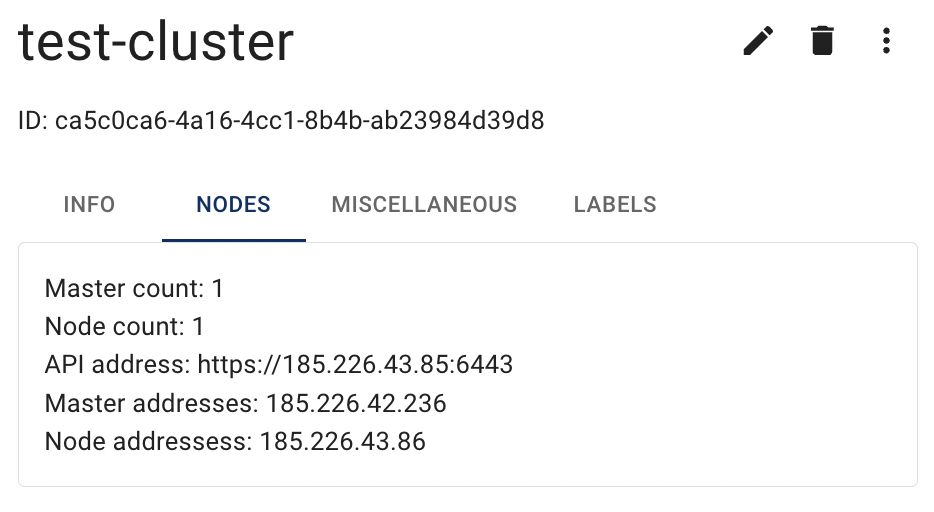 test-cluster
ID: ca5c0ca6-4a16-4cc1-8b4b-ab23984d39d8
INFO NODES MISCELLANEOUS LABELS
Master count: 1
Node count: 1
API address: https://185.226.43.85:6443
Master addresses: 185.226.42.236
Node addressess: 185.226.43.86